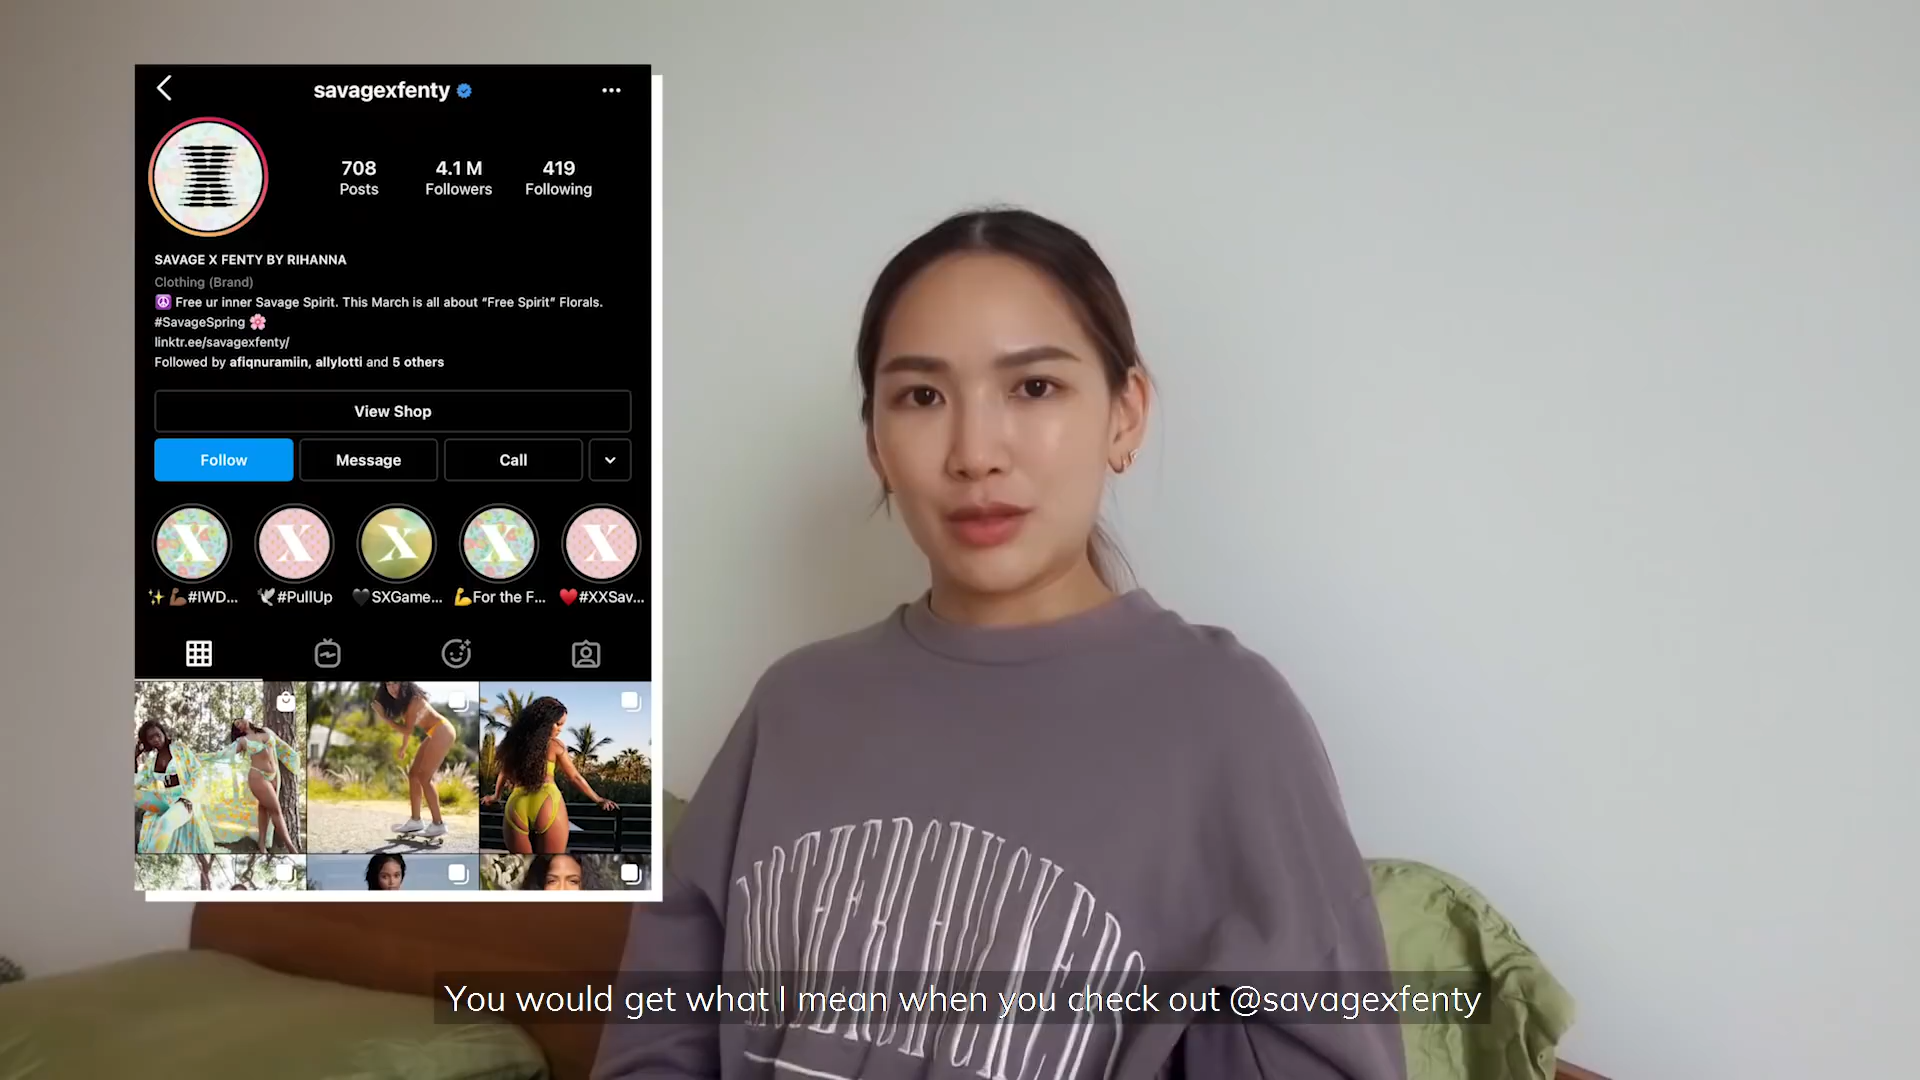 savagexfenty
708
Posts
4.1 M
Followers
419
Following
SAVAGE X FENTY BY RIHANNA
Clothing (Brand)
☮️ Free ur inner Savage Spirit. This March is all about “Free Spirit” Florals.
#SavageSpring 🌸
linktr.ee/savagexfenty/
Followed by afiqnuramiin, allylotti and 5 others
View Shop
Follow
Message
Call
X
X
X
X
X
✨💪🏾#IWD...
🕊#PullUp
🖤SXGame...
💪For the F...
❤️#XXSav...
MOTHERFUCKERS
You would get what I mean when you check out @savagexfenty